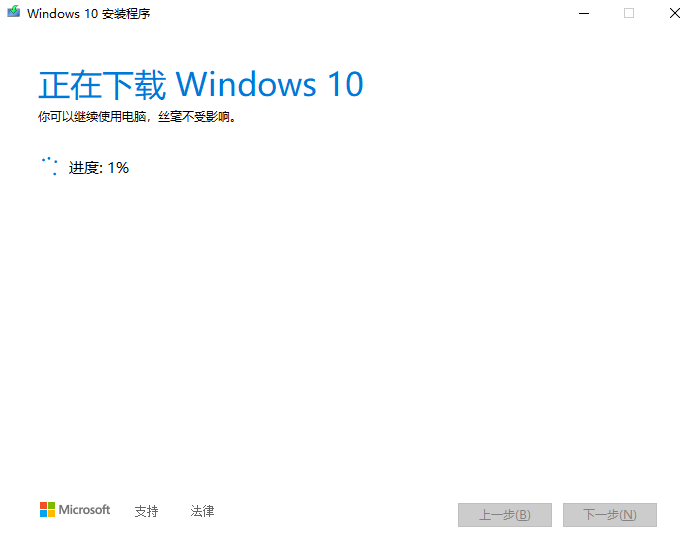 Windows 10 安装程序
正在下载 Windows 10
你可以继续使用电脑，丝毫不受影响。
进度: 1%
Microsoft 支持 法律 上一步(B) 下一步(N)